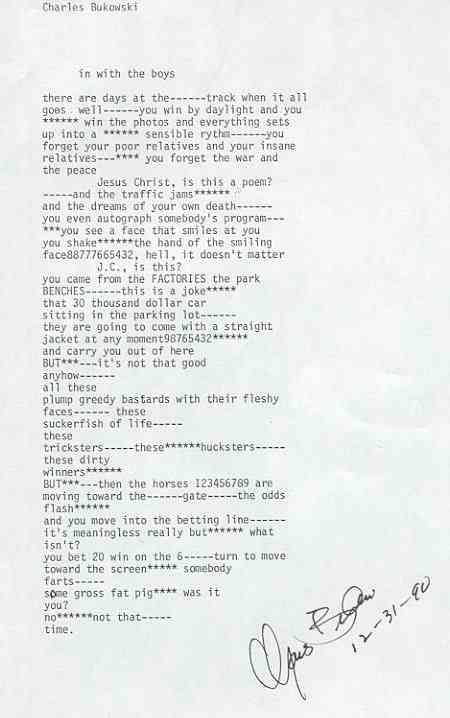 Charles Bukowski
in with the boys
there are days at the------track when it all
goes well------you win by daylight and you
****** win the photos and everything sets
up into a ****** sensible rythm------you
forget your poor relatives and your insane
relatives---**** you forget the war and
the peace
Jesus Christ, is this a poem?
-----and the traffic jams******
and the dreams of your own death------
you even autograph somebody's program---
***you see a face that smiles at you
you shake******the hand of the smiling
face88777665432, hell, it doesn't matter
J.C., is this?
you came from the FACTORIES the park
BENCHES------this is a joke*****
that 30 thousand dollar car
sitting in the parking lot------
they are going to come with a straight
jacket at any moment98765432******
and carry you out of here
BUT***---it's not that good
anyhow------
all these
plump greedy bastards with their fleshy
faces------ these
suckerfish of life-----
these
tricksters-----these******hucksters-----
these dirty
winners******
BUT***---then the horses 123456789 are
moving toward the------gate-----the odds
flash******
and you move into the betting line------
it's meaningless really but****** what
isn't?
you bet 20 win on the 6-----turn to move
toward the screen***** somebody
farts-----
some gross fat pig**** was it
you?
no******not that-----
time.
12-31-90